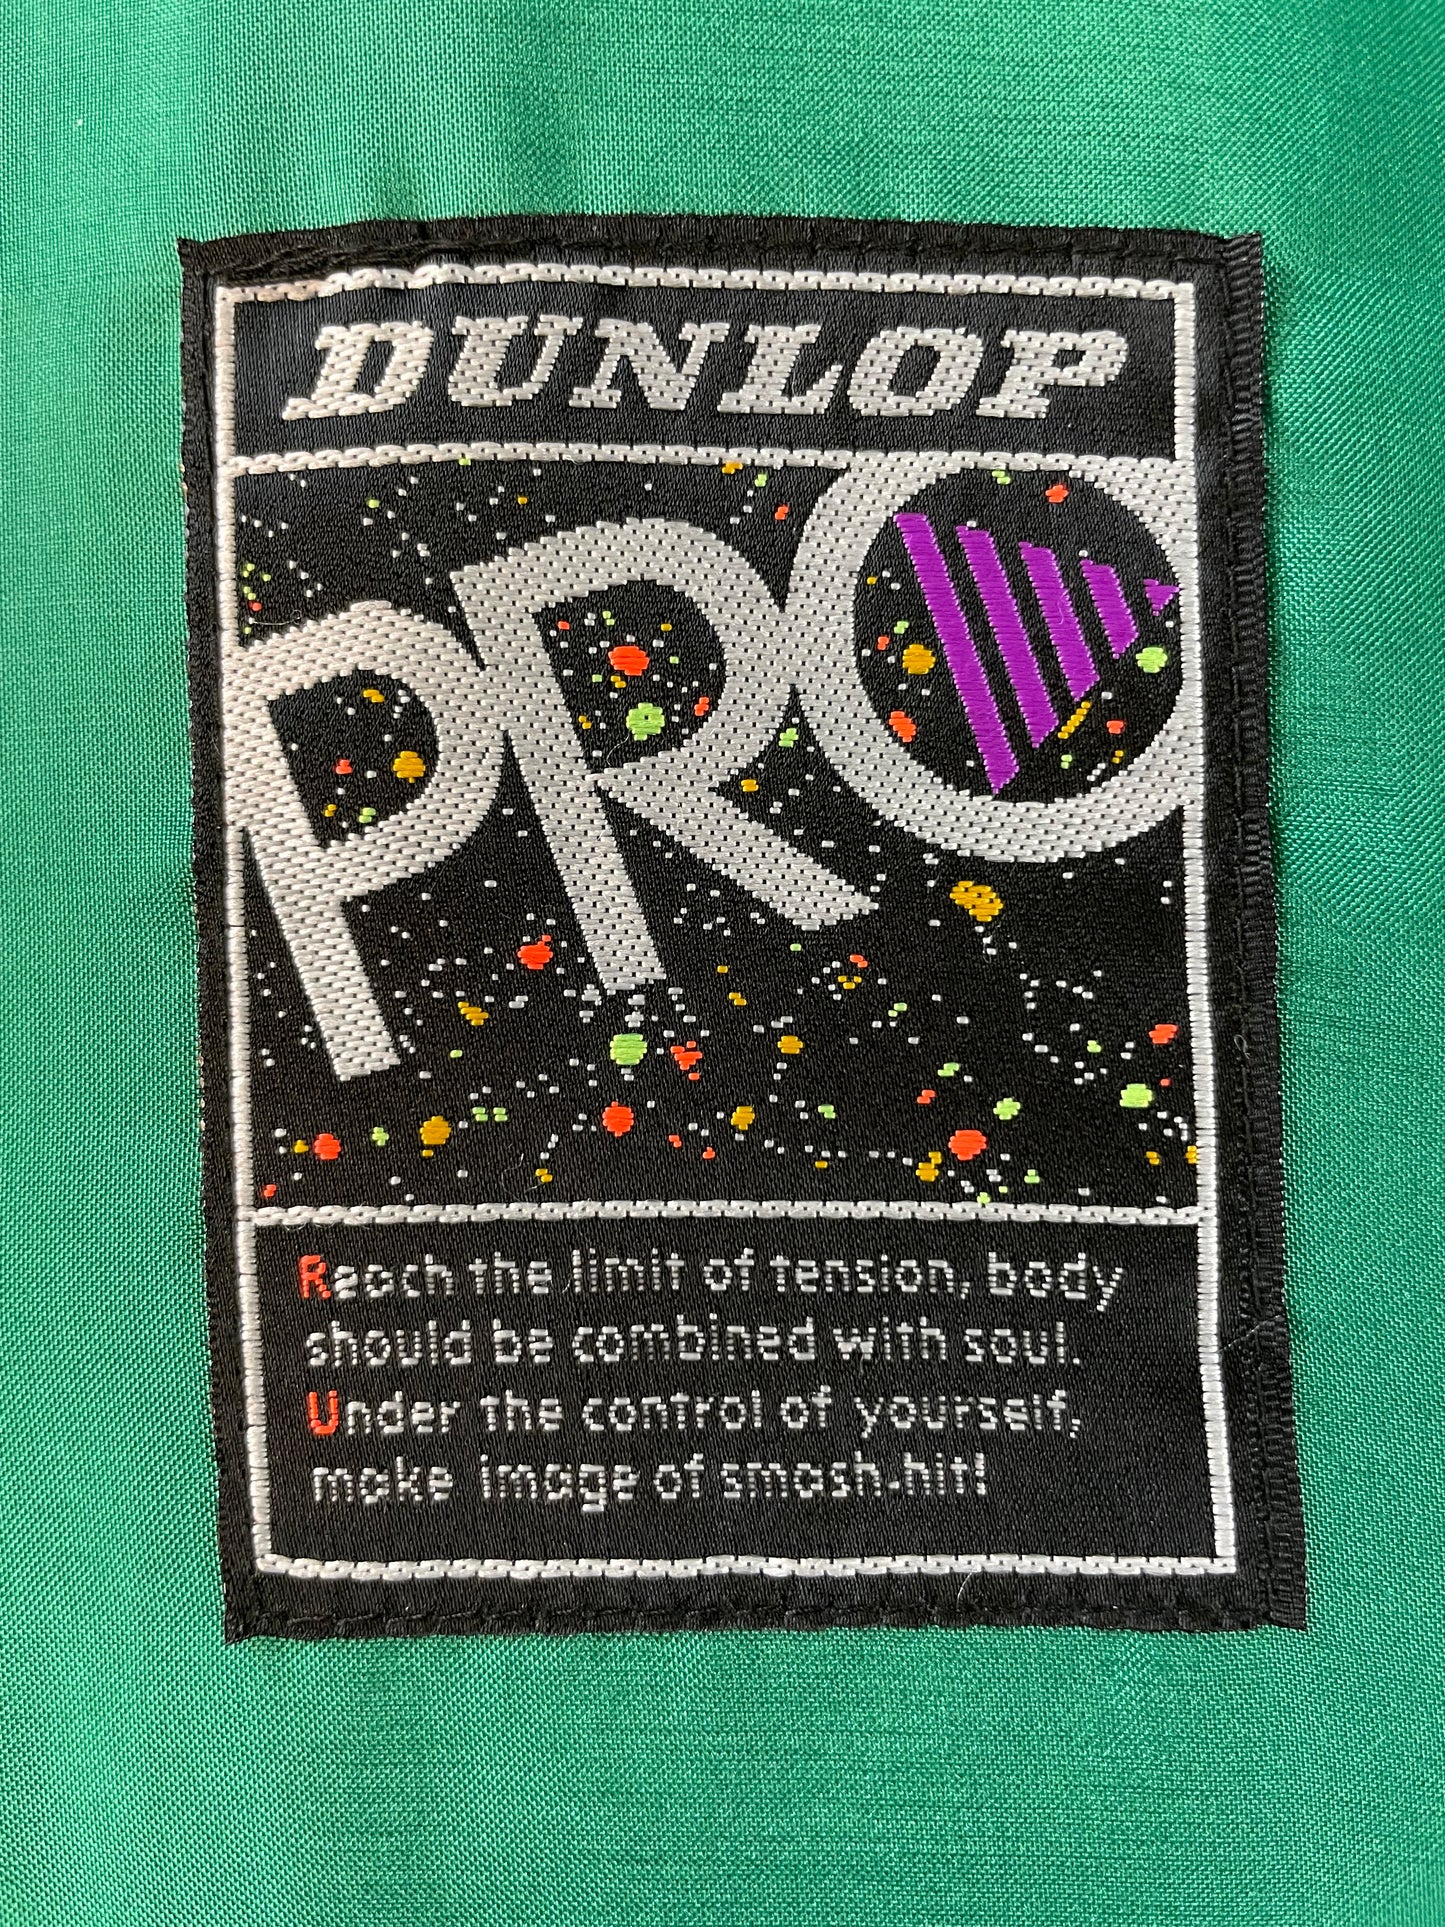 DUNLOP
PRO
Reach the limit of tension, body
should be combined with soul.
Under the control of yourself,
make image of smash-hit!